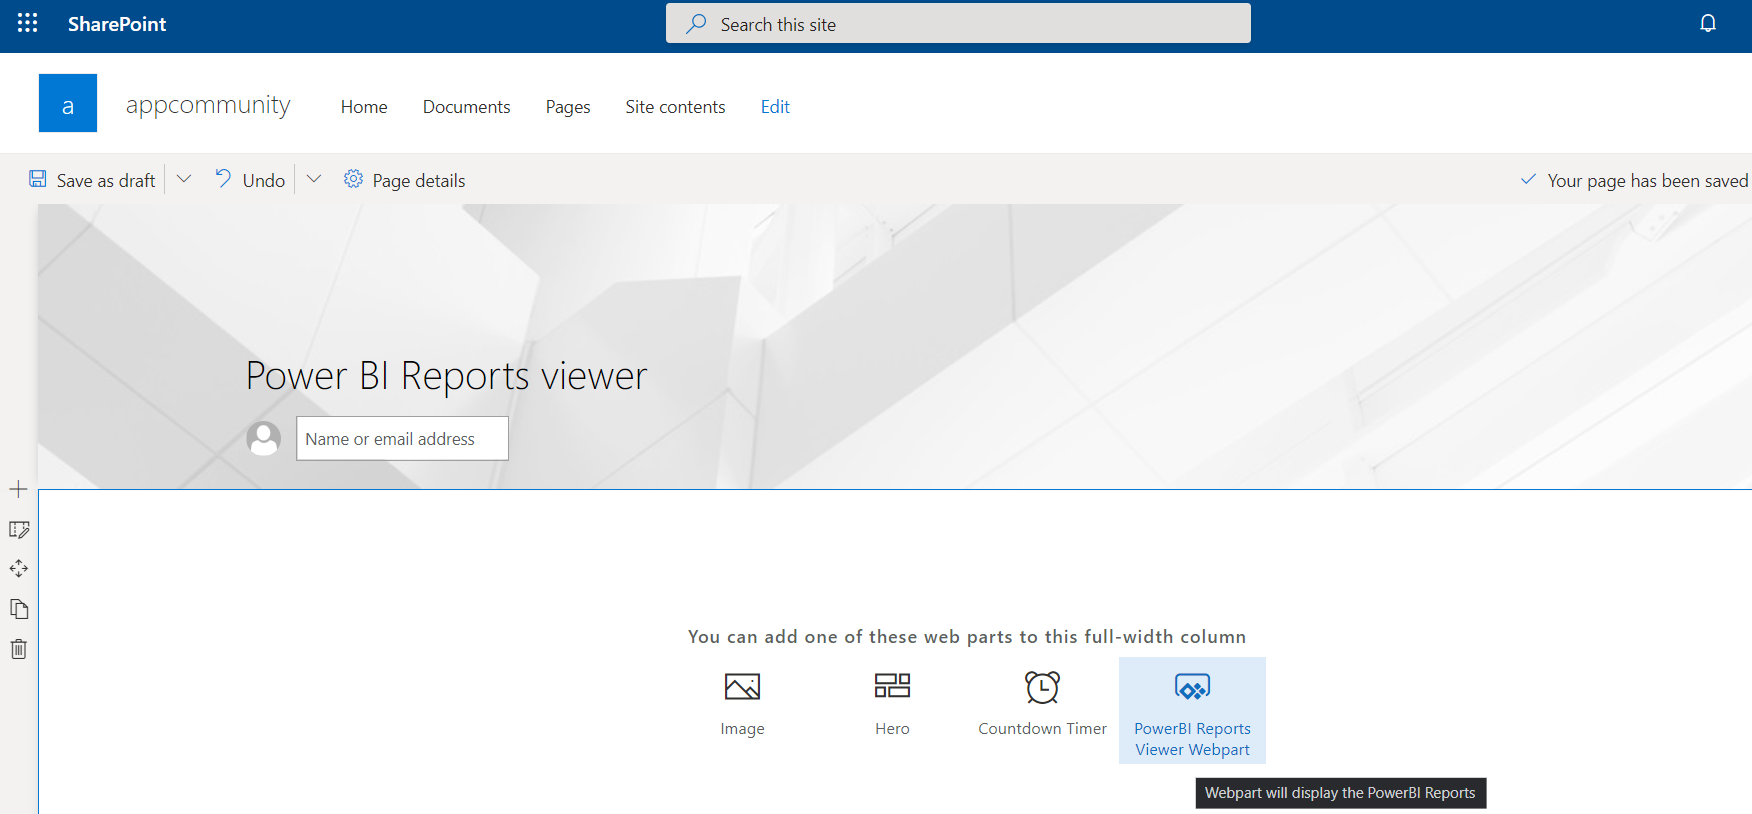 SharePoint
Search this site
a
appcommunity
Home
Documents
Pages
Site contents
Edit
Save as draft
Undo
Page details
Your page has been saved
Power BI Reports viewer
Name or email address
You can add one of these web parts to this full-width column
Image
Hero
Countdown Timer
PowerBI Reports
Viewer Webpart
Webpart will display the PowerBI Reports